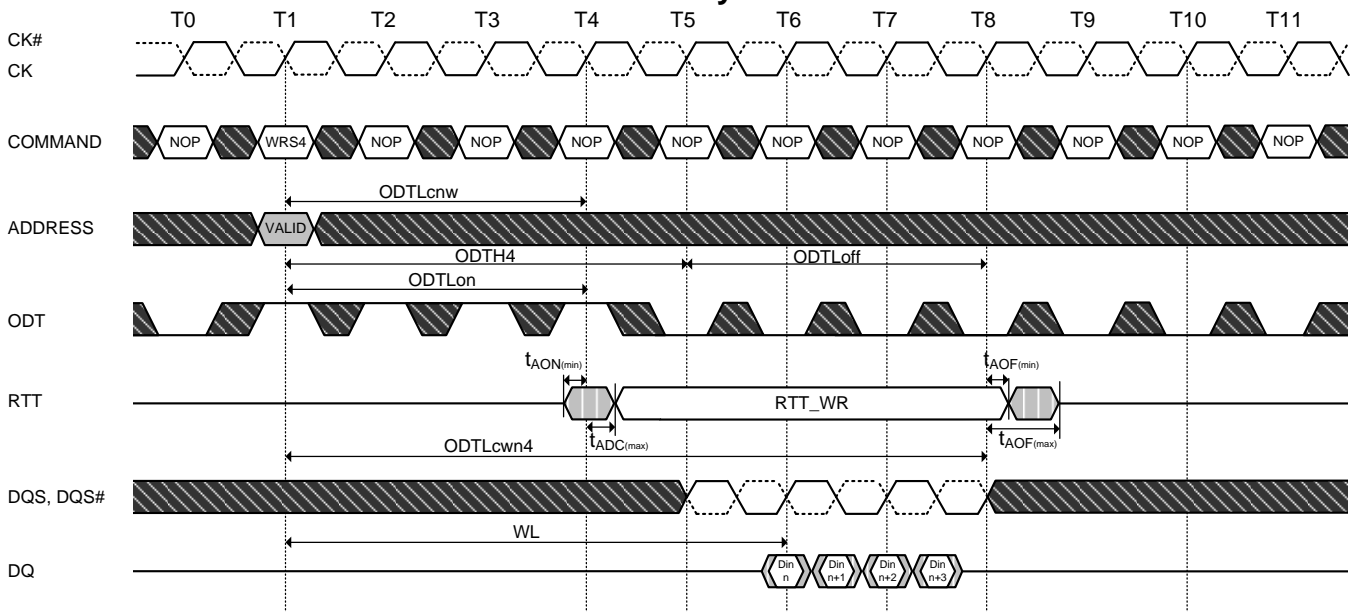 T0 T1 T2 T3 T4 T5 T6 T7 T8 T9 T10 T11
CK#
CK
COMMAND NOP WRS4 NOP NOP NOP NOP NOP NOP NOP NOP NOP NOP
ODTLcnw
ADDRESS VALID
ODTH4 ODTLoff
ODTLon
ODT
tAON(min) tAOF(min)
RTT RTT_WR
tADC(max) tAOF(max)
ODTLcwn4
DQS, DQS#
WL
DQ Din n Din n+1 Din n+2 Din n+3